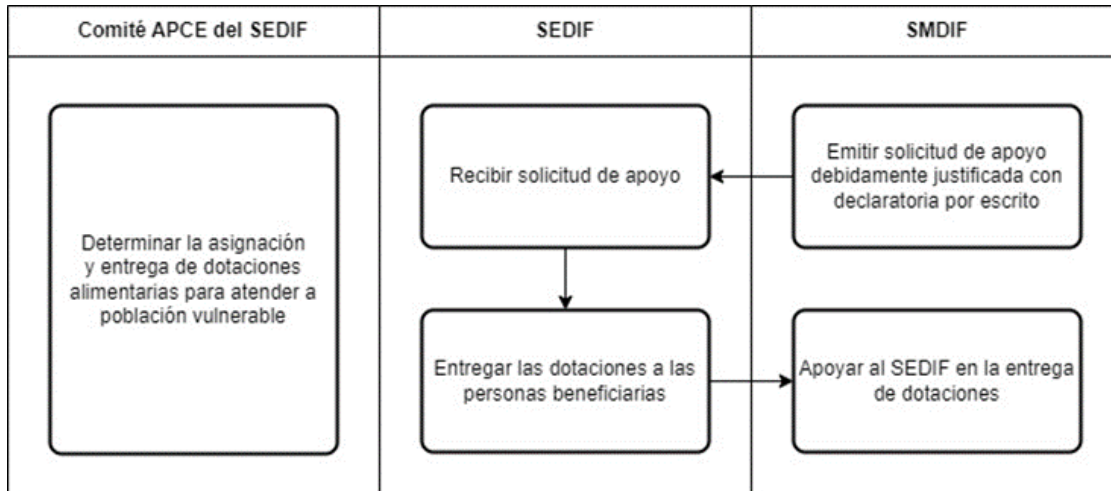 Comité APCE del SEDIF
SEDIF
SMDIF
Determinar la asignación
y entrega de dotaciones
alimentarias para atender a
población vulnerable
Recibir solicitud de apoyo
Emitir solicitud de apoyo
debidamente justificada con
declaratoria por escrito
Entregar las dotaciones a las
personas beneficiarias
Apoyar al SEDIF en la entrega
de dotaciones